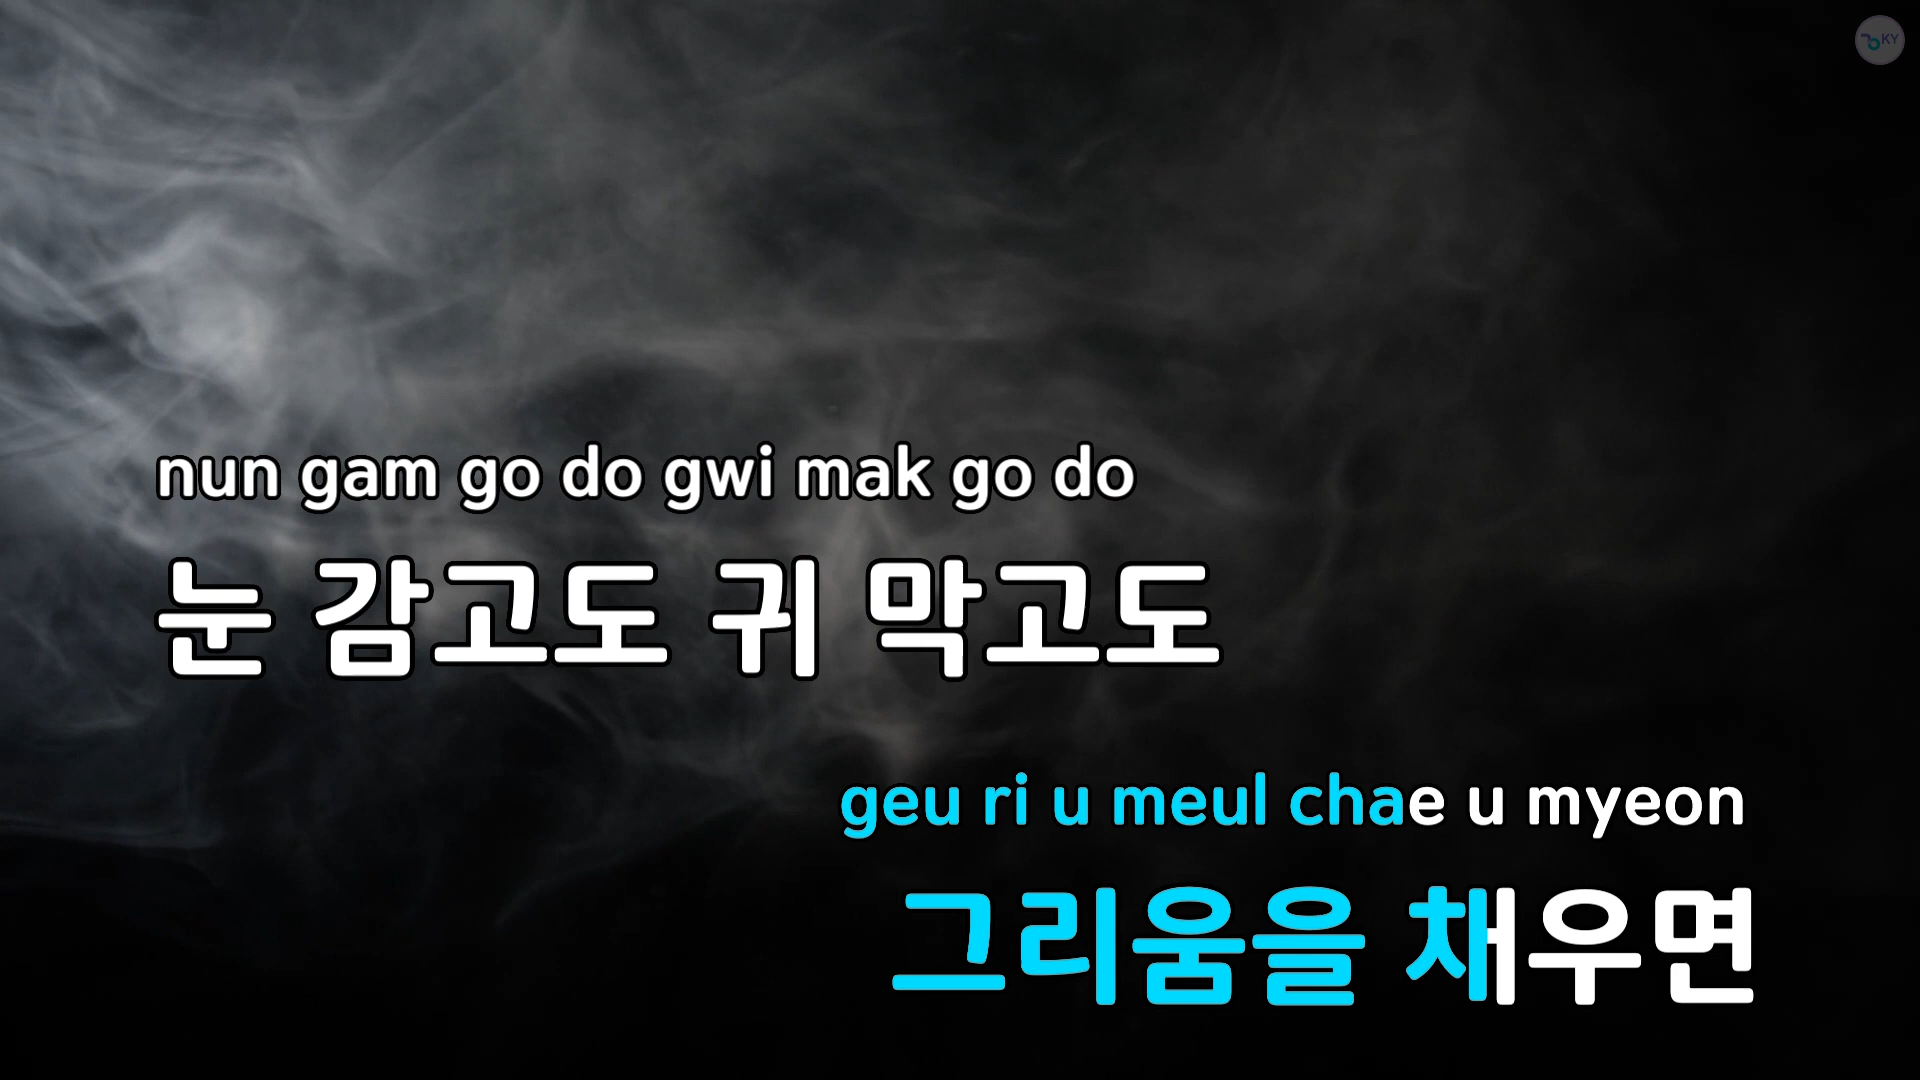 KY
nun gam go do gwi mak go do
눈 감고도 귀 막고도
geu ri u meul chae u myeon
그리움을 채우면